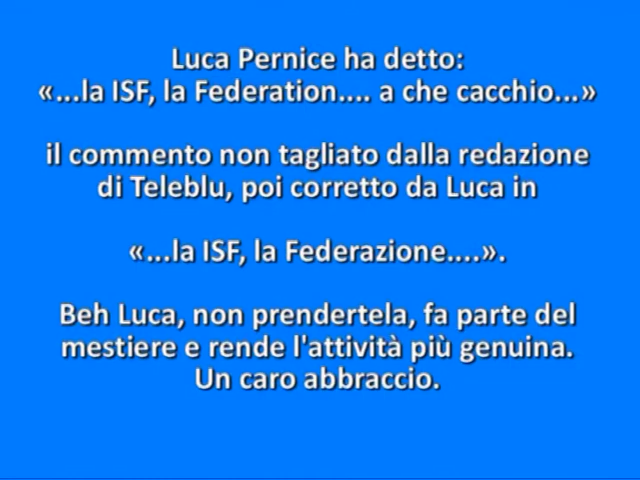 Luca Pernice ha detto:
«...la ISF, la Federation.... a che cacchio...»
il commento non tagliato dalla redazione
di Teleblu, poi corretto da Luca in
«...la ISF, la Federazione....».
Beh Luca, non prendertela, fa parte del
mestiere e rende l'attività più genuina.
Un caro abbraccio.